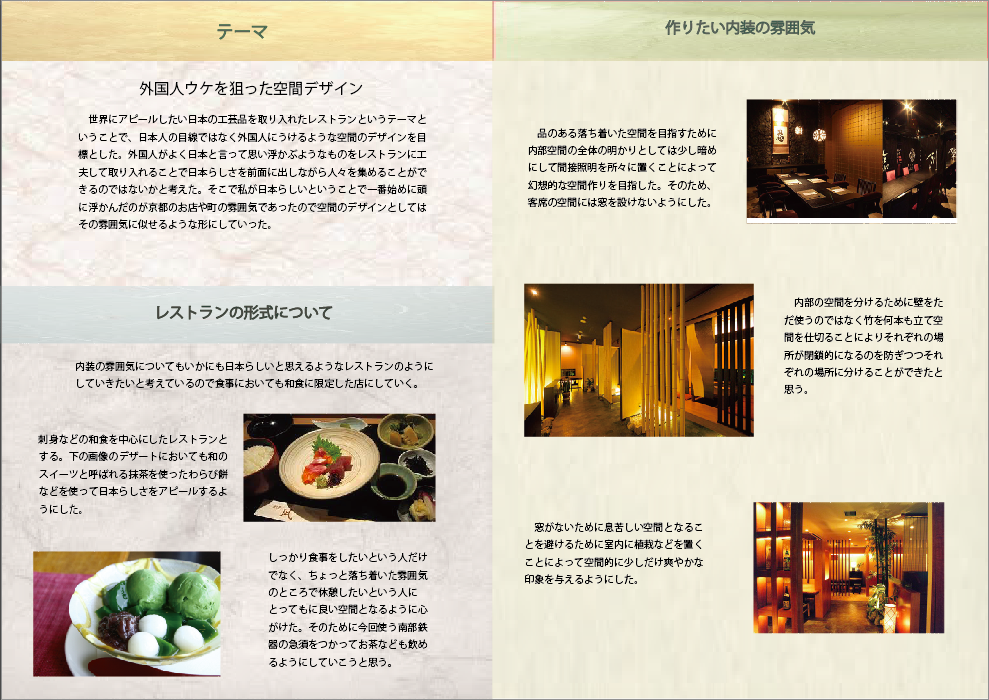 テーマ
外国人ウケを狙った空間デザイン
世界にアピールしたい日本の工芸品を取り入れたレストランというテーマと
いうことで、日本人の目線ではなく外国人にうけるような空間のデザインを目
標とした。外国人がよく日本と言って思い浮かぶようなものをレストランに工
夫して取り入れることで日本らしさを前面に出しながら人々を集めることがで
きるのではないかと考えた。そこで私が日本らしいということで一番始めに頭
に浮かんだのが京都のお店や町の雰囲気であったので空間のデザインとしては
その雰囲気に似せるような形にしていった。
レストランの形式について
内装の雰囲気についてもいかにも日本らしいと思えるようなレストランのように
していきたいと考えているので食事においても和食に限定した店にしていく。
刺身などの和食を中心にしたレストランと
する。下の画像のデザートにおいても和の
スイーツと呼ばれる抹茶を使ったわらび餅
などを使って日本らしさをアピールするよ
うにした。
しっかり食事をしたいという人だけ
でなく、ちょっと落ち着いた雰囲気
のところで休憩したいという人に
とってもに良い空間となるように心
がけた。そのために今回使う南部鉄
器の急須をつかってお茶なども飲め
るようにしていこうと思う。
作りたい内装の雰囲気
品のある落ち着いた空間を目指すために
内部空間の全体の明かりとしては少し暗め
にして間接照明を所々に置くことによって
幻想的な空間作りを目指した。そのため、
客席の空間には窓を設けないようにした。
内部の空間を分けるために壁をた
だ使うのではなく竹を何本も立て空
間を仕切ることによりそれぞれの場
所が閉鎖的になるのを防ぎつつそれ
ぞれの場所に分けることができたと
思う。
窓がないために息苦しい空間となるこ
とを避けるために室内に植栽などを置く
ことによって空間的に少しだけ爽やかな
印象を与えるようにした。